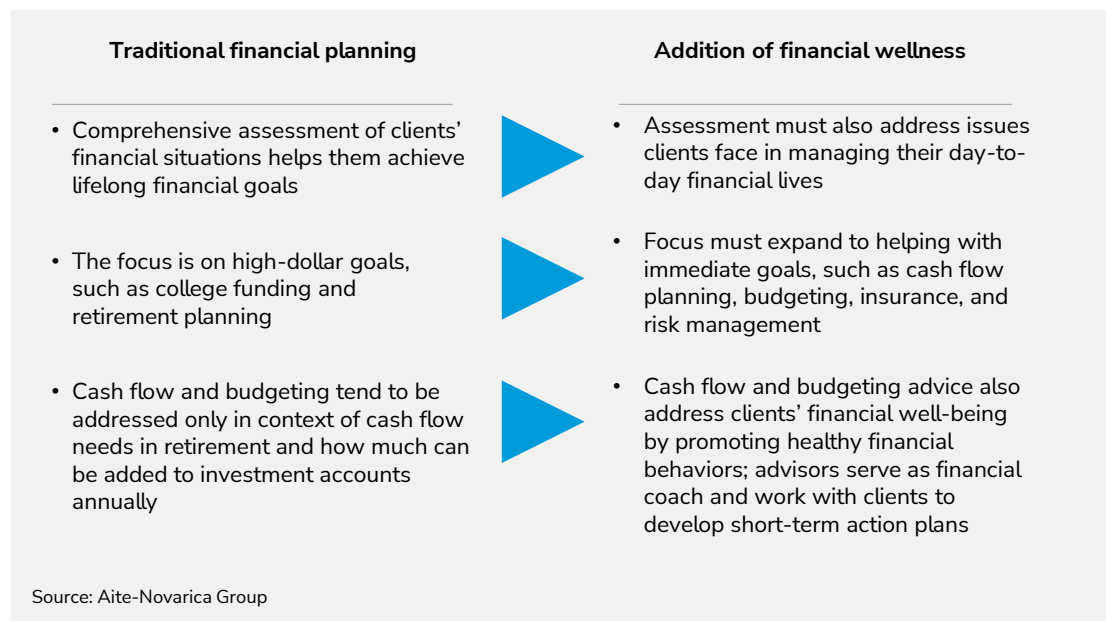 Traditional financial planning
Addition of financial wellness
• Comprehensive assessment of clients’
financial situations helps them achieve
lifelong financial goals
• Assessment must also address issues
clients face in managing their day-to-
day financial lives
• The focus is on high-dollar goals,
such as college funding and
retirement planning
• Focus must expand to helping with
immediate goals, such as cash flow
planning, budgeting, insurance, and
risk management
• Cash flow and budgeting tend to be
addressed only in context of cash flow
needs in retirement and how much can
be added to investment accounts
annually
• Cash flow and budgeting advice also
address clients’ financial well-being
by promoting healthy financial
behaviors; advisors serve as financial
coach and work with clients to
develop short-term action plans
Source: Aite-Novarica Group